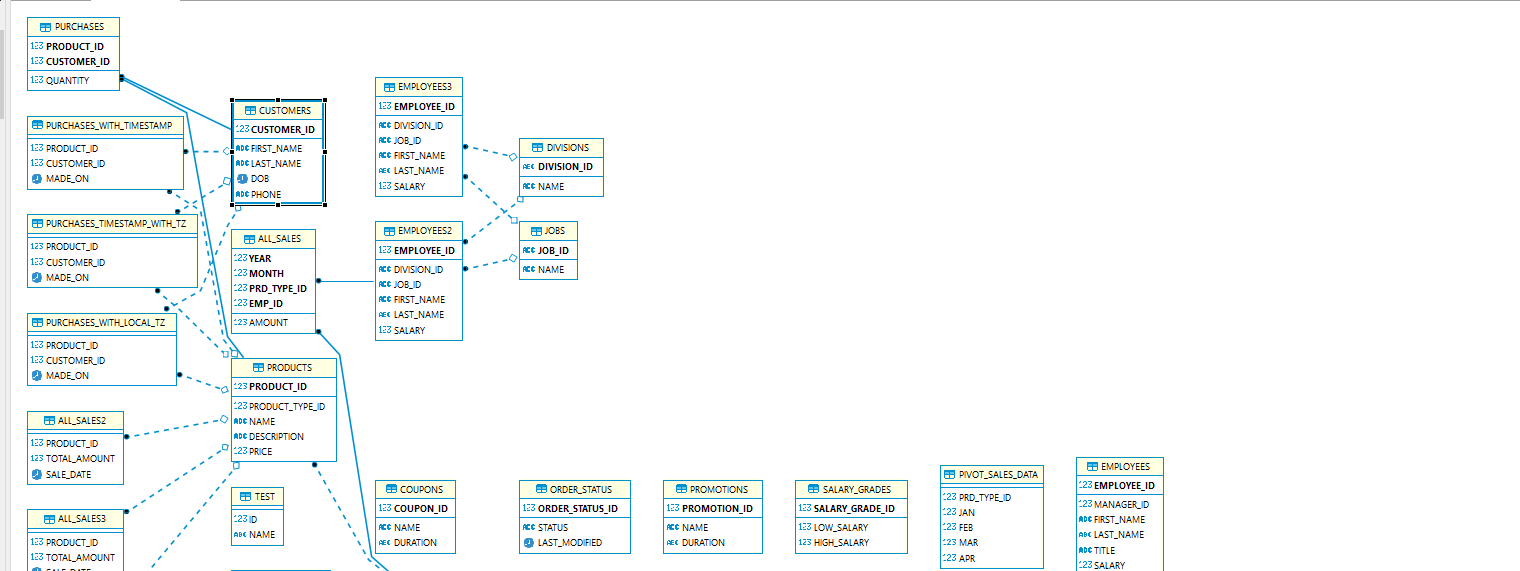 PURCHASES
123 PRODUCT_ID
123 CUSTOMER_ID
123 QUANTITY
PURCHASES_WITH_TIMESTAMP
123 PRODUCT_ID
123 CUSTOMER_ID
MADE_ON
PURCHASES_TIMESTAMP_WITH_TZ
123 PRODUCT_ID
123 CUSTOMER_ID
MADE_ON
PURCHASES_WITH_LOCAL_TZ
123 PRODUCT_ID
123 CUSTOMER_ID
MADE_ON
ALL_SALES2
123 PRODUCT_ID
123 TOTAL_AMOUNT
SALE_DATE
ALL_SALES3
123 PRODUCT_ID
123 TOTAL_AMOUNT
SALE_DATE
CUSTOMERS
123 CUSTOMER_ID
ABC FIRST_NAME
ABC LAST_NAME
DOB
ABC PHONE
ALL_SALES
123 YEAR
123 MONTH
123 PRD_TYPE_ID
123 EMP_ID
123 AMOUNT
PRODUCTS
123 PRODUCT_ID
123 PRODUCT_TYPE_ID
ABC NAME
ABC DESCRIPTION
123 PRICE
TEST
123 ID
ABC NAME
EMPLOYEES3
123 EMPLOYEE_ID
ABC DIVISION_ID
ABC JOB_ID
ABC FIRST_NAME
ABC LAST_NAME
123 SALARY
EMPLOYEES2
123 EMPLOYEE_ID
ABC DIVISION_ID
ABC JOB_ID
ABC FIRST_NAME
ABC LAST_NAME
123 SALARY
DIVISIONS
ABC DIVISION_ID
ABC NAME
JOBS
ABC JOB_ID
ABC NAME
COUPONS
123 COUPON_ID
ABC NAME
ABC DURATION
ORDER_STATUS
123 ORDER_STATUS_ID
ABC STATUS
LAST_MODIFIED
PROMOTIONS
123 PROMOTION_ID
ABC NAME
ABC DURATION
SALARY_GRADES
123 SALARY_GRADE_ID
123 LOW_SALARY
123 HIGH_SALARY
PIVOT_SALES_DATA
123 PRD_TYPE_ID
123 JAN
123 FEB
123 MAR
123 APR
EMPLOYEES
123 EMPLOYEE_ID
123 MANAGER_ID
ABC FIRST_NAME
ABC LAST_NAME
ABC TITLE
123 SALARY